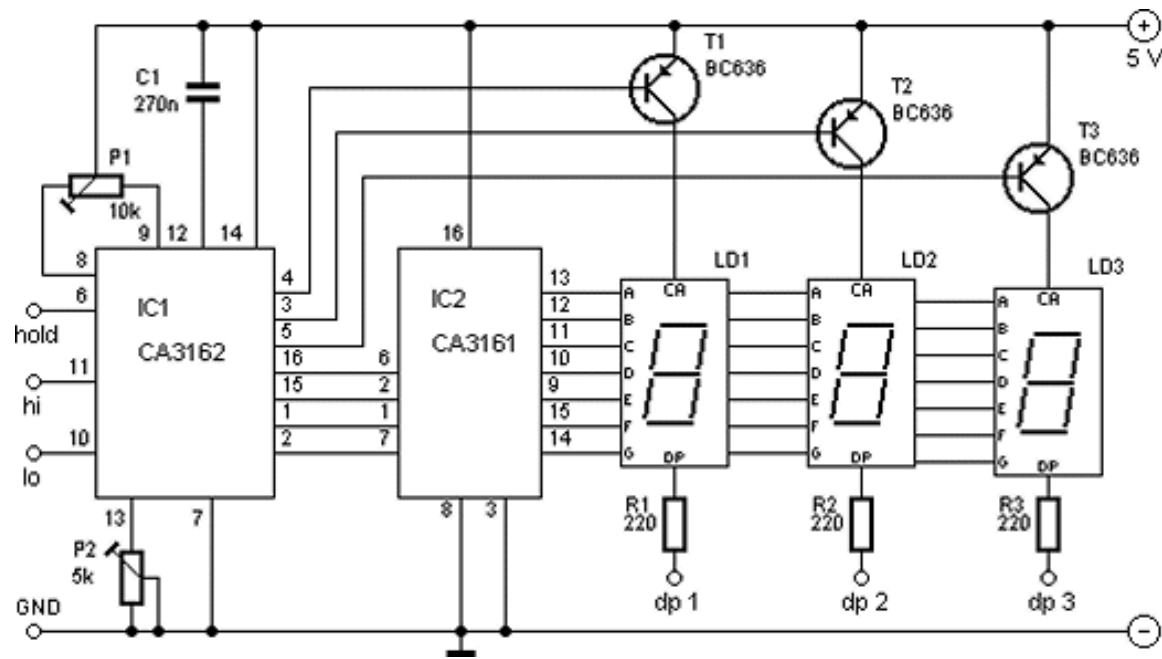 T1
BC636
+
5 V
C1
270n
T2
BC636
T3
BC636
P1
10k
9 12 14
16
8
4
13
LD1
LD2
LD3
6
hold
IC1
CA3162
3
5
16
15
1
2
IC2
CA3161
6
2
1
7
12
11
10
9
15
14
A
B
C
D
E
F
G
CA
DP
A
B
C
D
E
F
G
CA
DP
A
B
C
D
E
F
G
CA
DP
11
hi
10
lo
13
7
8
3
P2
5k
R1
220
R2
220
R3
220
GND
dp 1
dp 2
dp 3
−